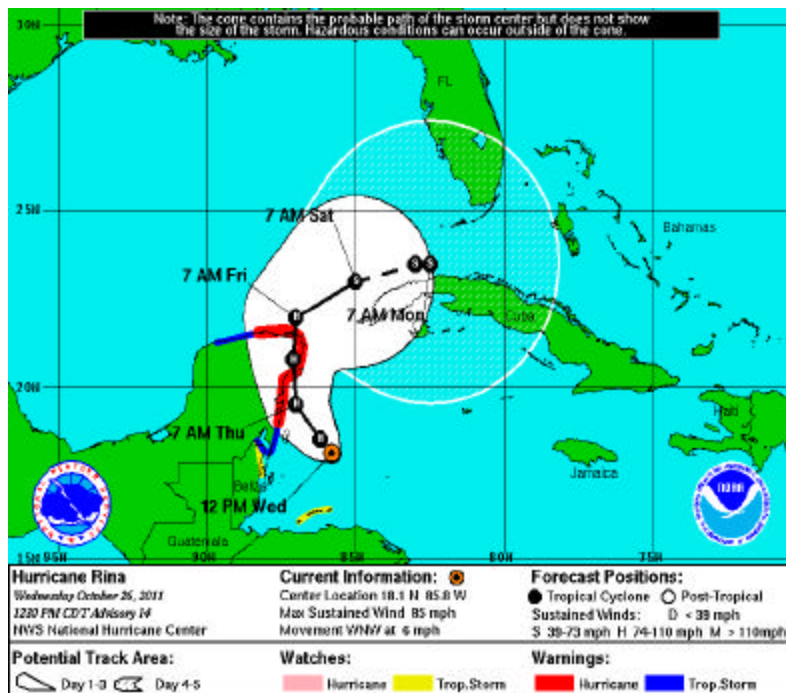 Note: The cone contains the probable path of the storm center but does not show
the size of the storm. Hazardous conditions can occur outside of the cone.
30N
FL
25N
7 AM Sat
Bahamas
7 AM Fri
7 AM Mon
Cuba
20N
7 AM Thu
Haiti
Jamaica
Belize
12 PM Wed
NOAA
Guatemala
15N
90W
85W
80W
75W
Hurricane Rina
Wednesday October 26, 2011
1230 PM CDT Advisory 14
NWS National Hurricane Center
Current Information:
Center Location 18.1 N 85.8 W
Max Sustained Wind 85 mph
Movement WNW at 6 mph
Forecast Positions:
Tropical Cyclone Post-Tropical
Sustained Winds: D < 39 mph
S 39-73 mph H 74-110 mph M > 110mph
Potential Track Area:
Day 1-3 Day 4-5
Watches:
Hurricane Trop.Storm
Warnings:
Hurricane Trop.Storm